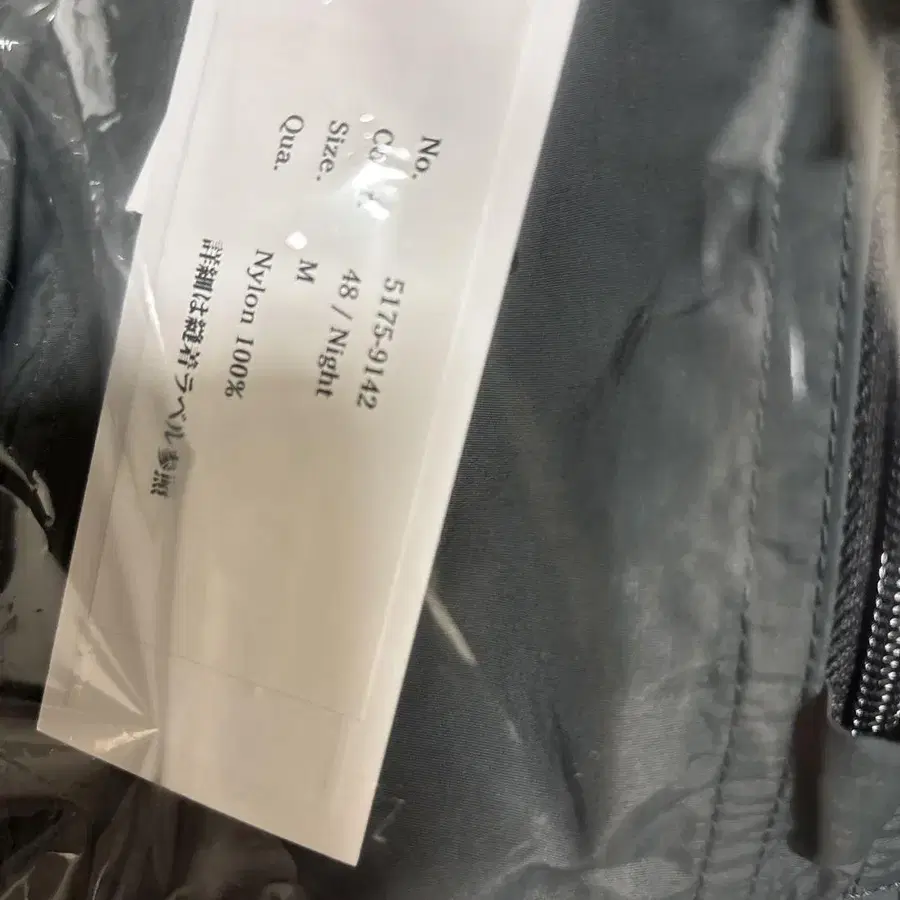 No. 5175-9142
Co 48 / Night
Size. M
Qua. Nylon 100%
詳細は縫着ラベル参照